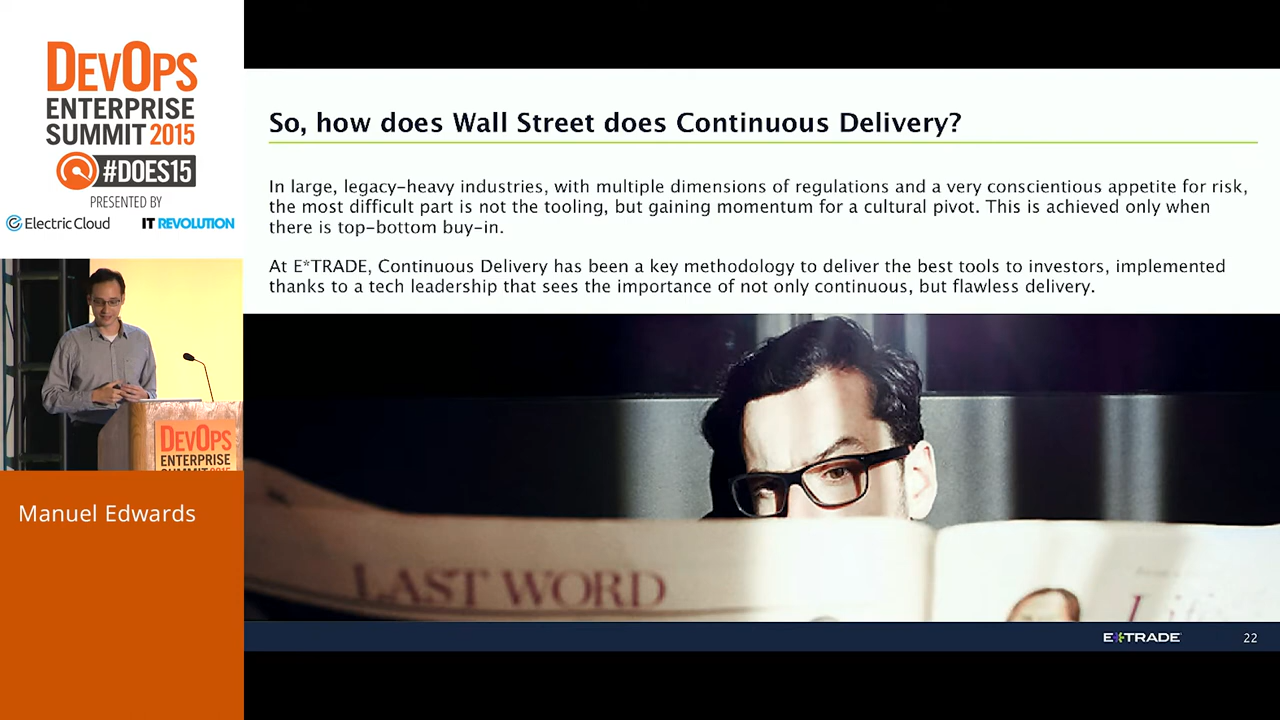 DEVOPS
ENTERPRISE
SUMMIT 2015
#DOES15
PRESENTED BY
ElectricCloud
IT REVOLUTION
DEVOPS
ENTERPRISE
Manuel Edwards
So, how does Wall Street does Continuous Delivery?
In large, legacy-heavy industries, with multiple dimensions of regulations and a very conscientious appetite for risk,
the most difficult part is not the tooling, but gaining momentum for a cultural pivot. This is achieved only when
there is top-bottom buy-in.
At E*TRADE, Continuous Delivery has been a key methodology to deliver the best tools to investors, implemented
thanks to a tech leadership that sees the importance of not only continuous, but flawless delivery.
LAST WORD
E*TRADE
22